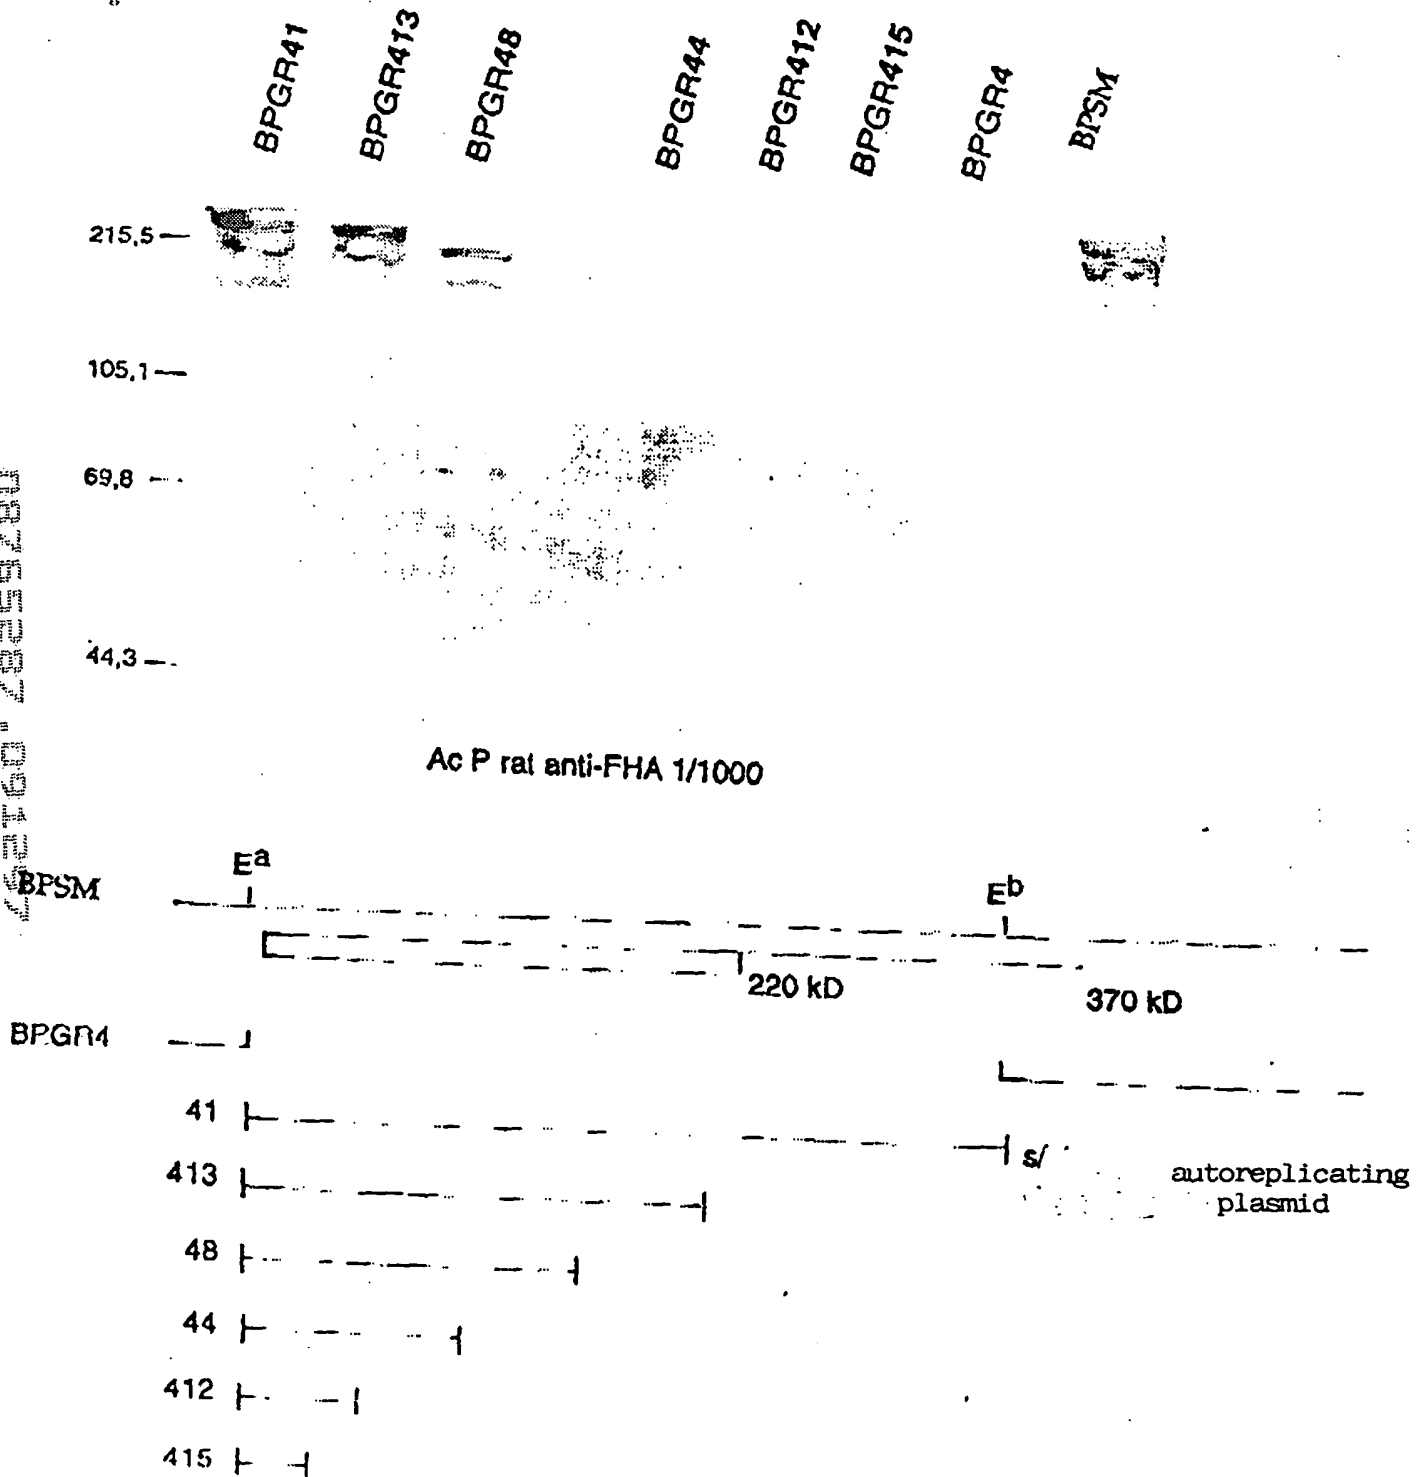 BPGR41
BPGR413
BPGR48
BPGR44
BPGR412
BPGR415
BPGR4
BPSM
215,5
105,1
69,8
44,3
Ac P rat anti-FHA 1/1000
BPSM
Ea
Eb
220 kD
370 kD
BPGR4
41
s/
413
autoreplicating
plasmid
48
44
412
415